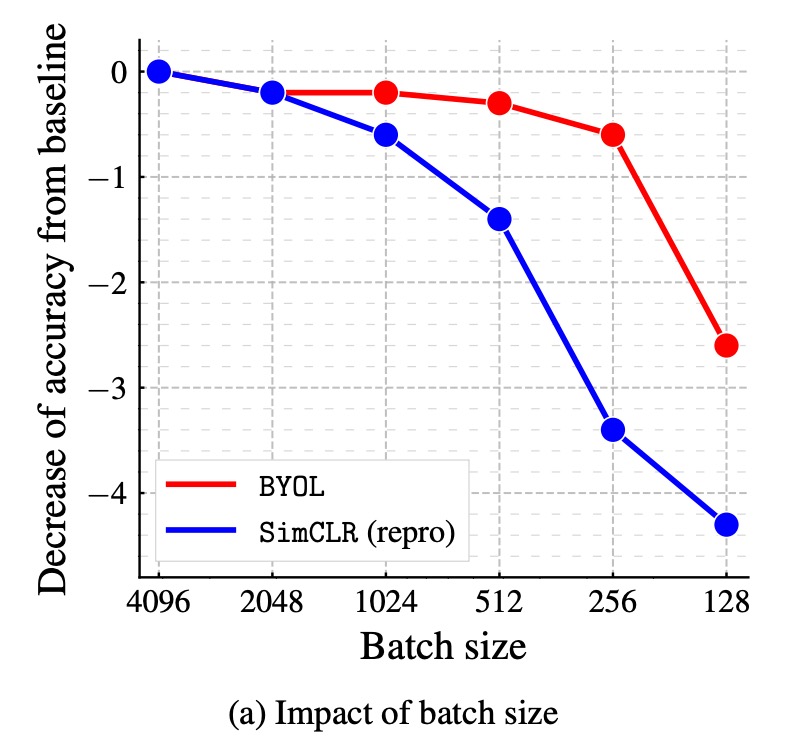 Decrease of accuracy from baseline
0
−1
−2
−3
−4
BYOL
SimCLR (repro)
4096 2048 1024 512 256 128
Batch size
(a) Impact of batch size